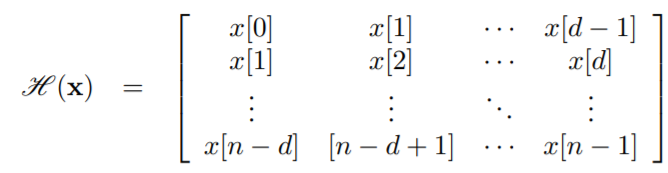 x[0] x[1] ⋯ x[d − 1]
x[1] x[2] ⋯ x[d]
ℋ(𝐱) =
⋮ ⋮ ⋱ ⋮
x[n − d] [n − d + 1] ⋯ x[n − 1]